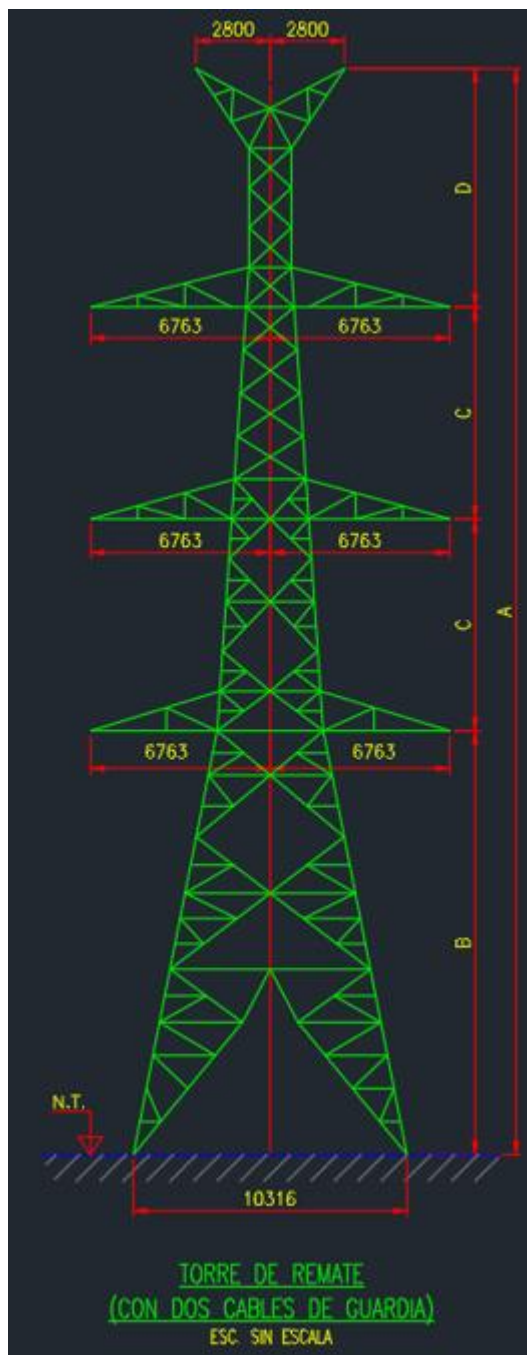 2800 2800
D
6763 6763
C
6763 6763
C
A
6763 6763
B
N.T.
10316
TORRE DE REMATE
(CON DOS CABLES DE GUARDIA)
ESC. SIN ESCALA